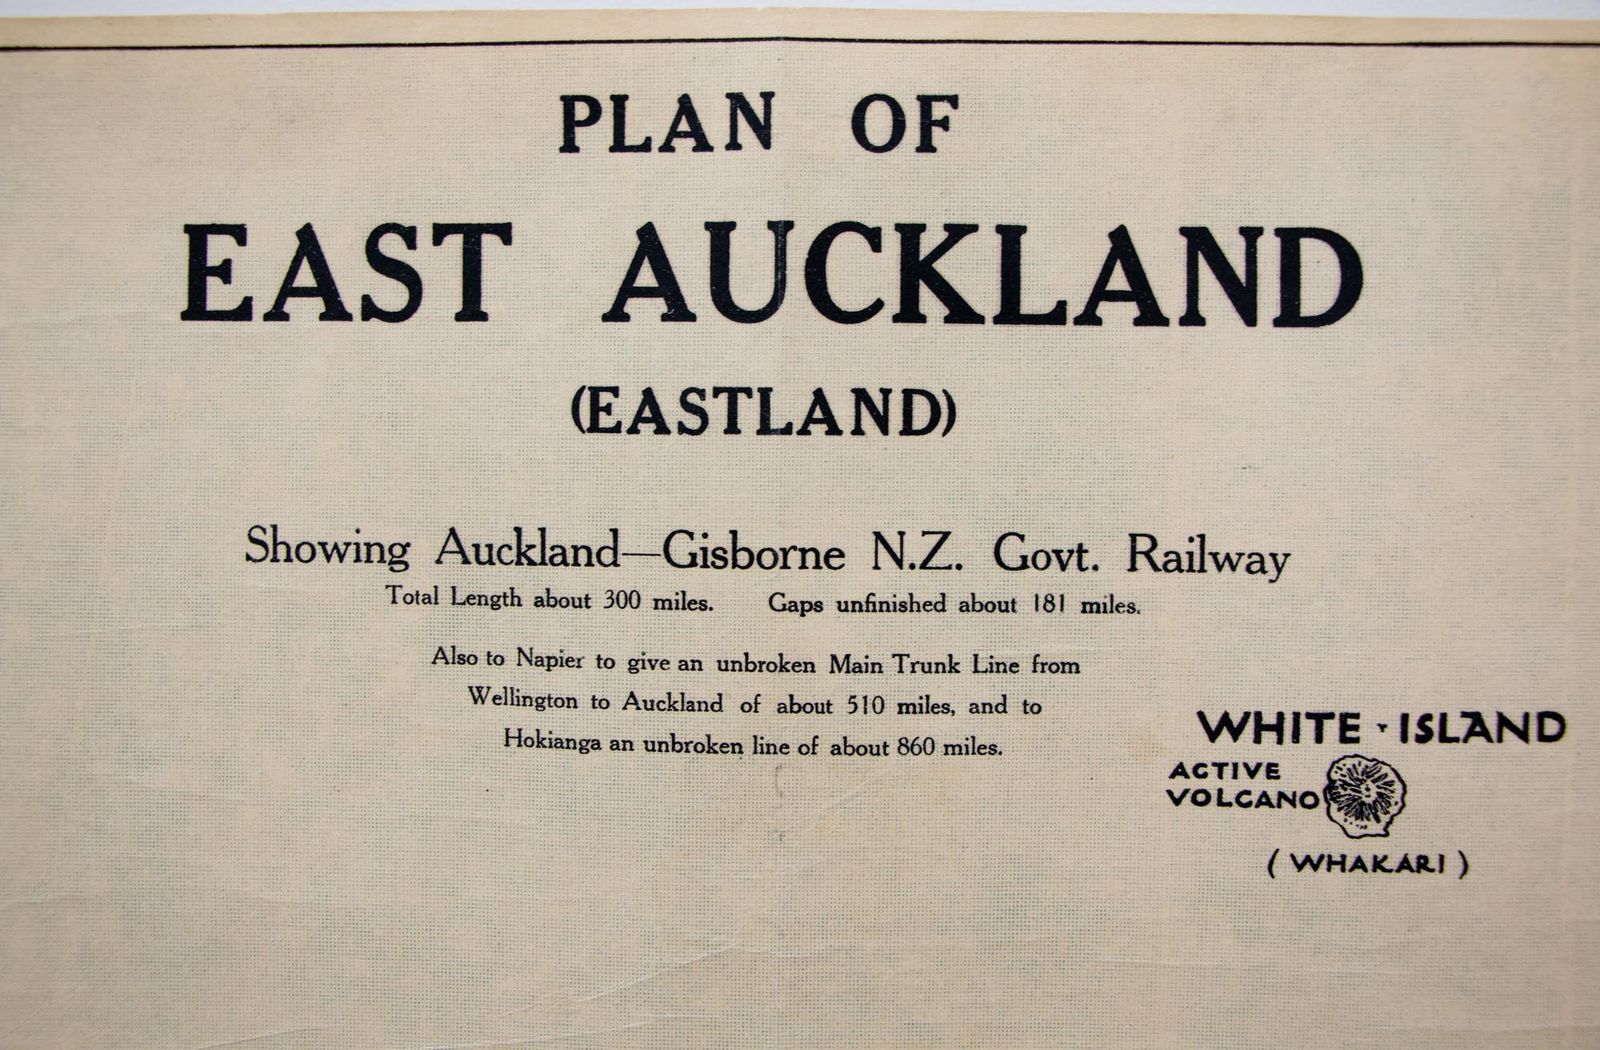 PLAN OF
EAST AUCKLAND
(EASTLAND)
Showing Auckland—Gisborne N.Z. Govt. Railway
Total Length about 300 miles. Gaps unfinished about 181 miles.
Also to Napier to give an unbroken Main Trunk Line from
Wellington to Auckland of about 510 miles, and to
Hokianga an unbroken line of about 860 miles.
WHITE · ISLAND
ACTIVE
VOLCANO
( WHAKARI )